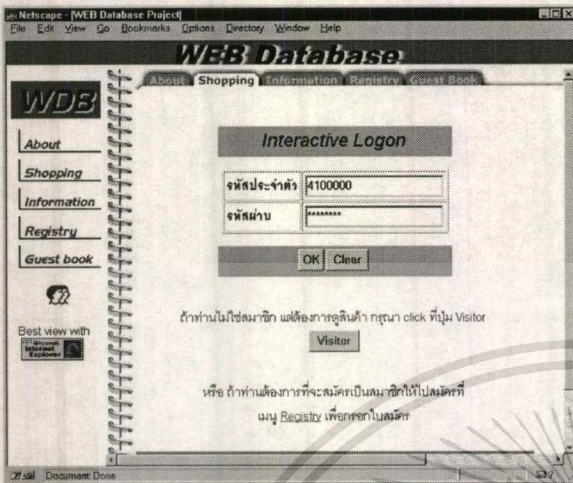 Netscape - [WEB Database Project]
File Edit View Go Bookmarks Options Directory Window Help
WEB Database
About Shopping Information Registry Guest Book
WDB
About
Shopping
Information
Registry
Guest book
Best view with
Microsoft
Internet
Explorer
Interactive Logon
รหัสประจำตัว 4100000
รหัสผ่าน ********
OK Clear
ถ้าท่านไม่ใช่สมาชิก แต่ต้องการดูสินค้า กรุณา click ที่ปุ่ม Visitor
Visitor
หรือ ถ้าท่านต้องการที่จะสมัครเป็นสมาชิกให้ไปสมัครที่
เมนู Registry เพื่อกรอกใบสมัคร
Document: Done